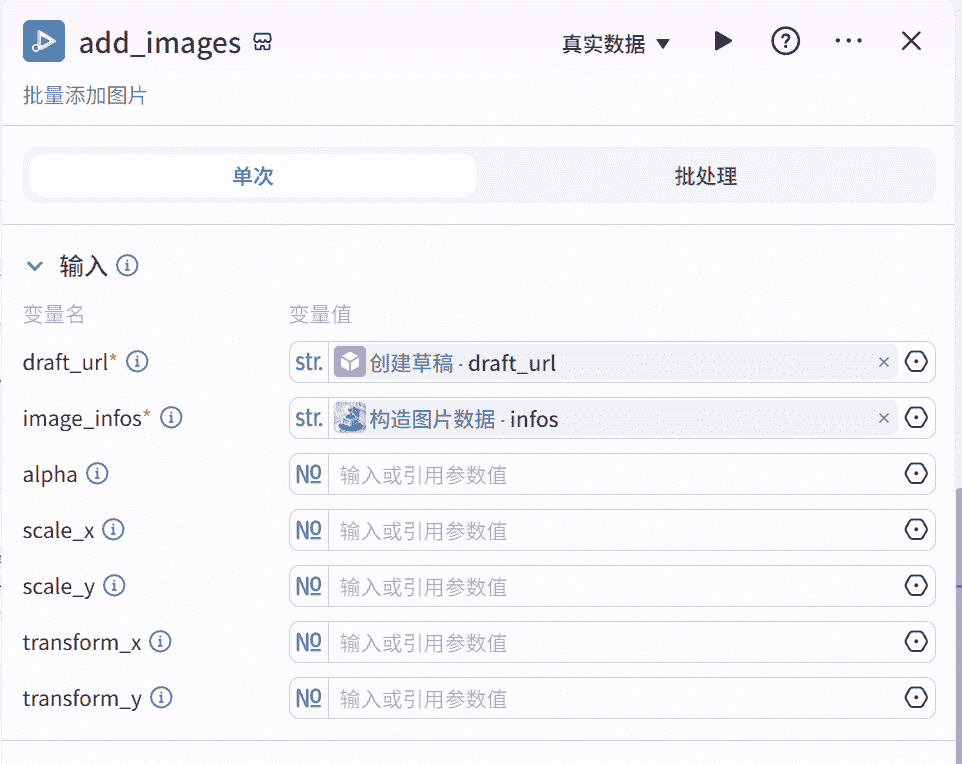 add_images 真实数据
批量添加图片
单次 批处理
输入
变量名 变量值
draft_url* str. 创建草稿 · draft_url
image_infos* str. 构造图片数据 · infos
alpha № 输入或引用参数值
scale_x № 输入或引用参数值
scale_y № 输入或引用参数值
transform_x № 输入或引用参数值
transform_y № 输入或引用参数值